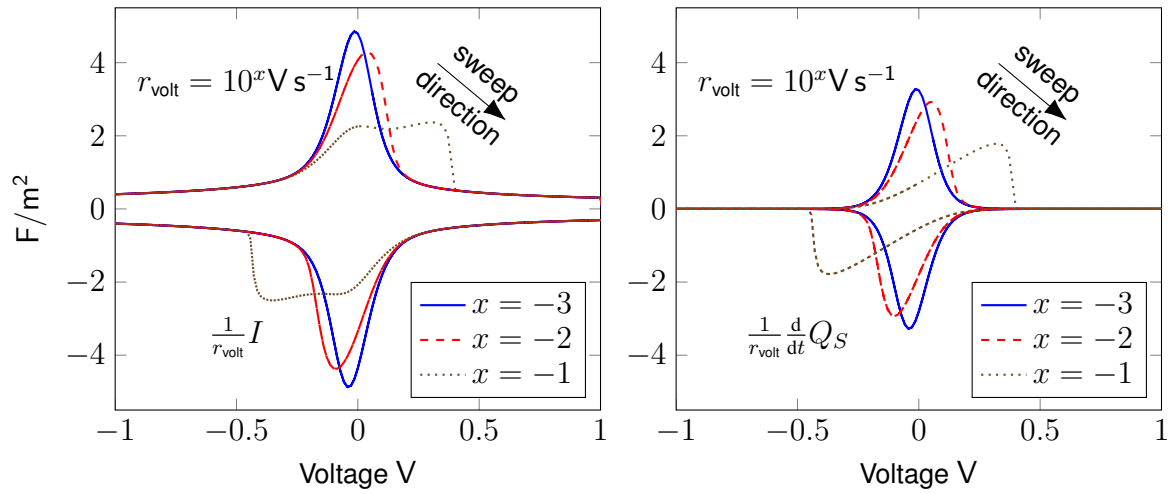 F/m²
4
2
0
−2
−4
r_volt = 10^x V s⁻¹
sweep
direction
1/r_volt I
x = −3
x = −2
x = −1
−1 −0.5 0 0.5 1
Voltage V
4
2
0
−2
−4
r_volt = 10^x V s⁻¹
sweep
direction
1/r_volt d/dt Q_S
x = −3
x = −2
x = −1
−1 −0.5 0 0.5 1
Voltage V